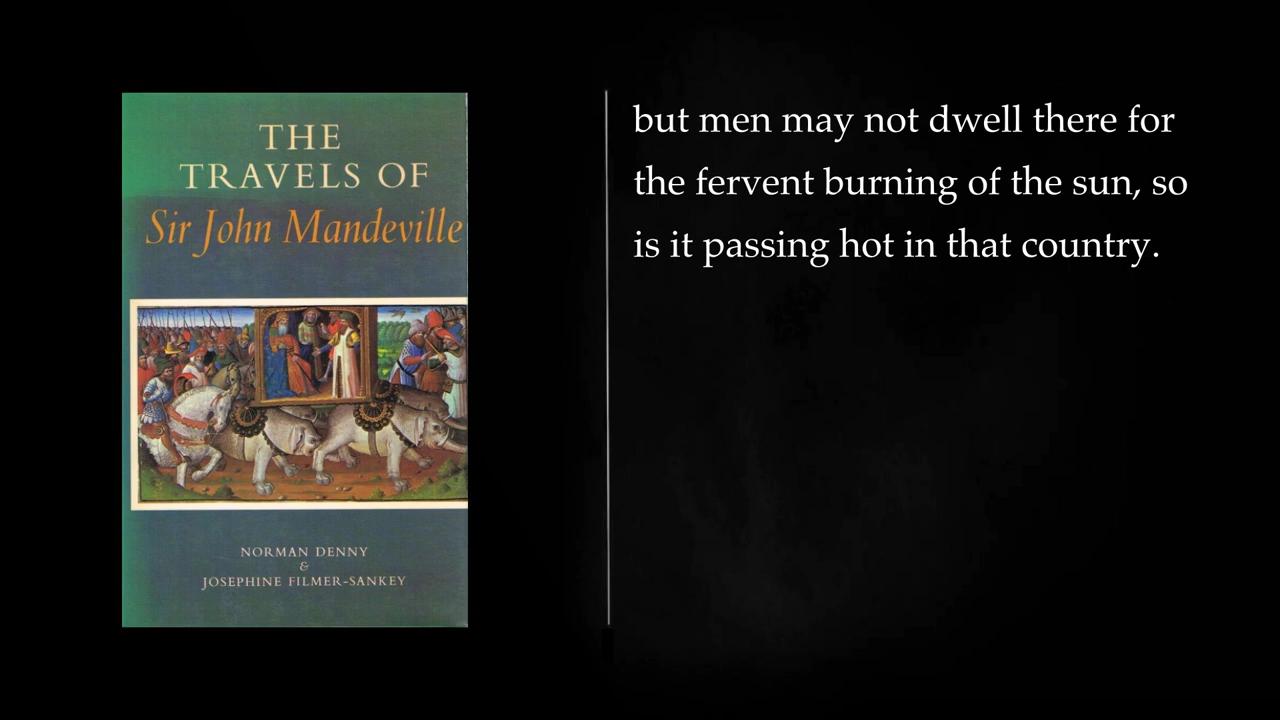 THE
TRAVELS OF
Sir John Mandeville
NORMAN DENNY
&
JOSEPHINE FILMER-SANKEY
but men may not dwell there for
the fervent burning of the sun, so
is it passing hot in that country.